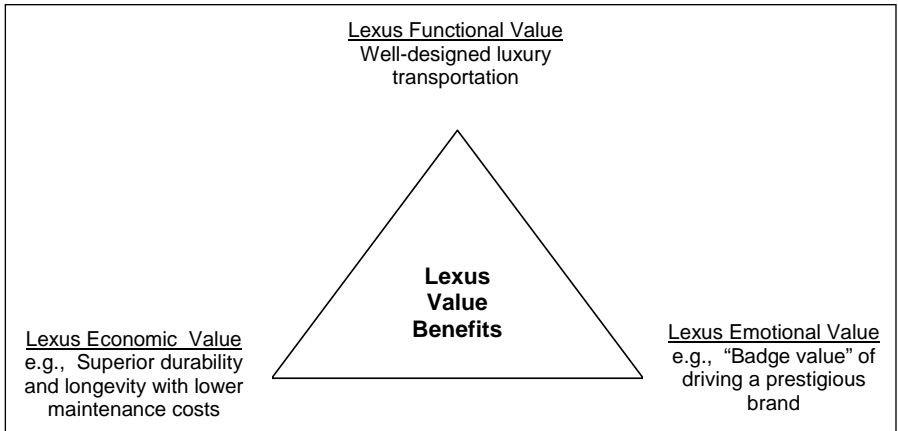 Lexus Functional Value
Well-designed luxury
transportation
Lexus
Value
Benefits
Lexus Economic  Value
e.g.,  Superior durability
and longevity with lower
maintenance costs
Lexus Emotional Value
e.g., “Badge value” of
driving a prestigious
brand